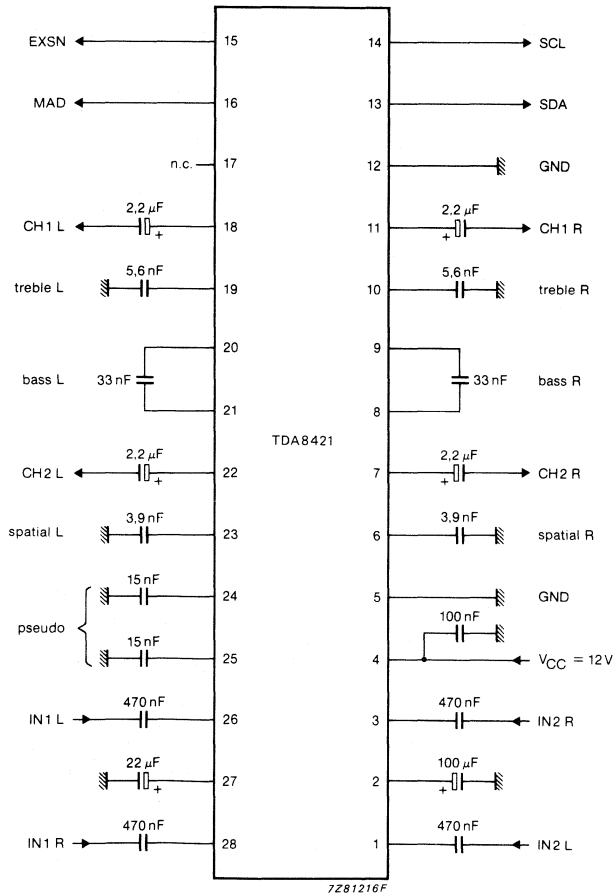 EXSN 15 14 SCL
MAD 16 13 SDA
n.c. 17 12 GND
2,2 µF 2,2 µF
CH1 L + 18 11 + CH1 R
5,6 nF 5,6 nF
treble L 19 10 treble R
20 9
bass L 33 nF 33 nF bass R
21 8
TDA8421
2,2 µF 2,2 µF
CH2 L + 22 7 + CH2 R
3,9 nF 3,9 nF
spatial L 23 6 spatial R
15 nF
24 5 GND
pseudo 100 nF
15 nF
25 4 VCC = 12 V
470 nF 470 nF
IN1 L 26 3 IN2 R
22 µF 100 µF
+ 27 2 +
470 nF 470 nF
IN1 R 28 1 IN2 L
7Z81216F